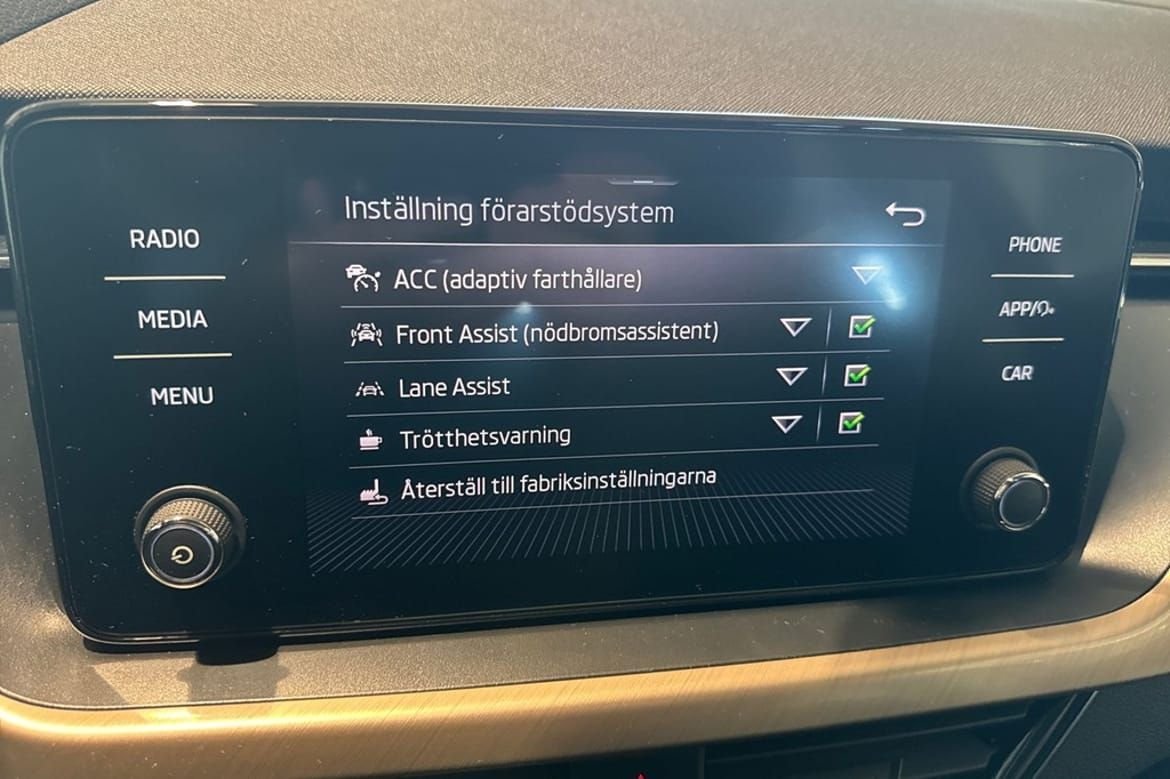 Inställning förarstödsystem
RADIO
MEDIA
MENU
ACC (adaptiv farthållare)
Front Assist (nödbromsassistent)
Lane Assist
Trötthetsvarning
Återställ till fabriksinställningarna
PHONE
APP/
CAR